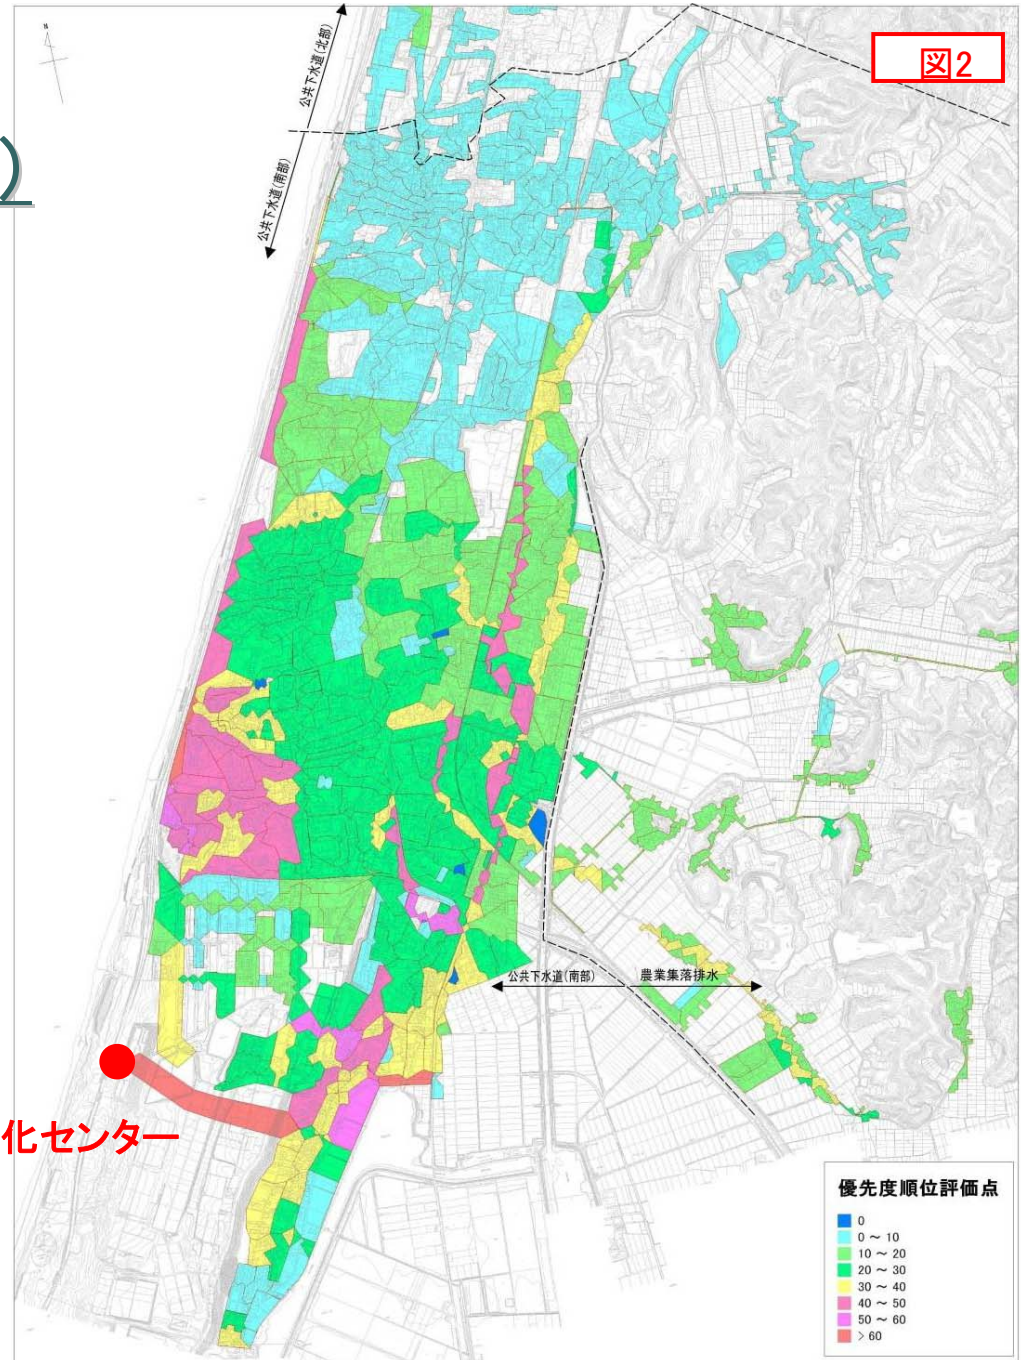 N
図2
公共下水道(北部)
公共下水道(南部)
)
公共下水道(南部)
農業集落排水
化センター
優先度順位評価点
0
0 ～ 10
10 ～ 20
20 ～ 30
30 ～ 40
40 ～ 50
50 ～ 60
> 60